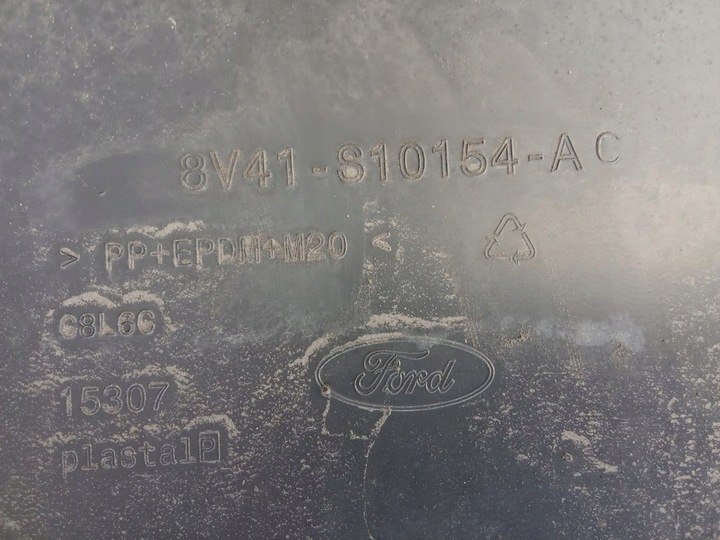 8V41-S10154-AC
> PP+EPDM+M20 <
C8L6C
Ford
15307
plastal P